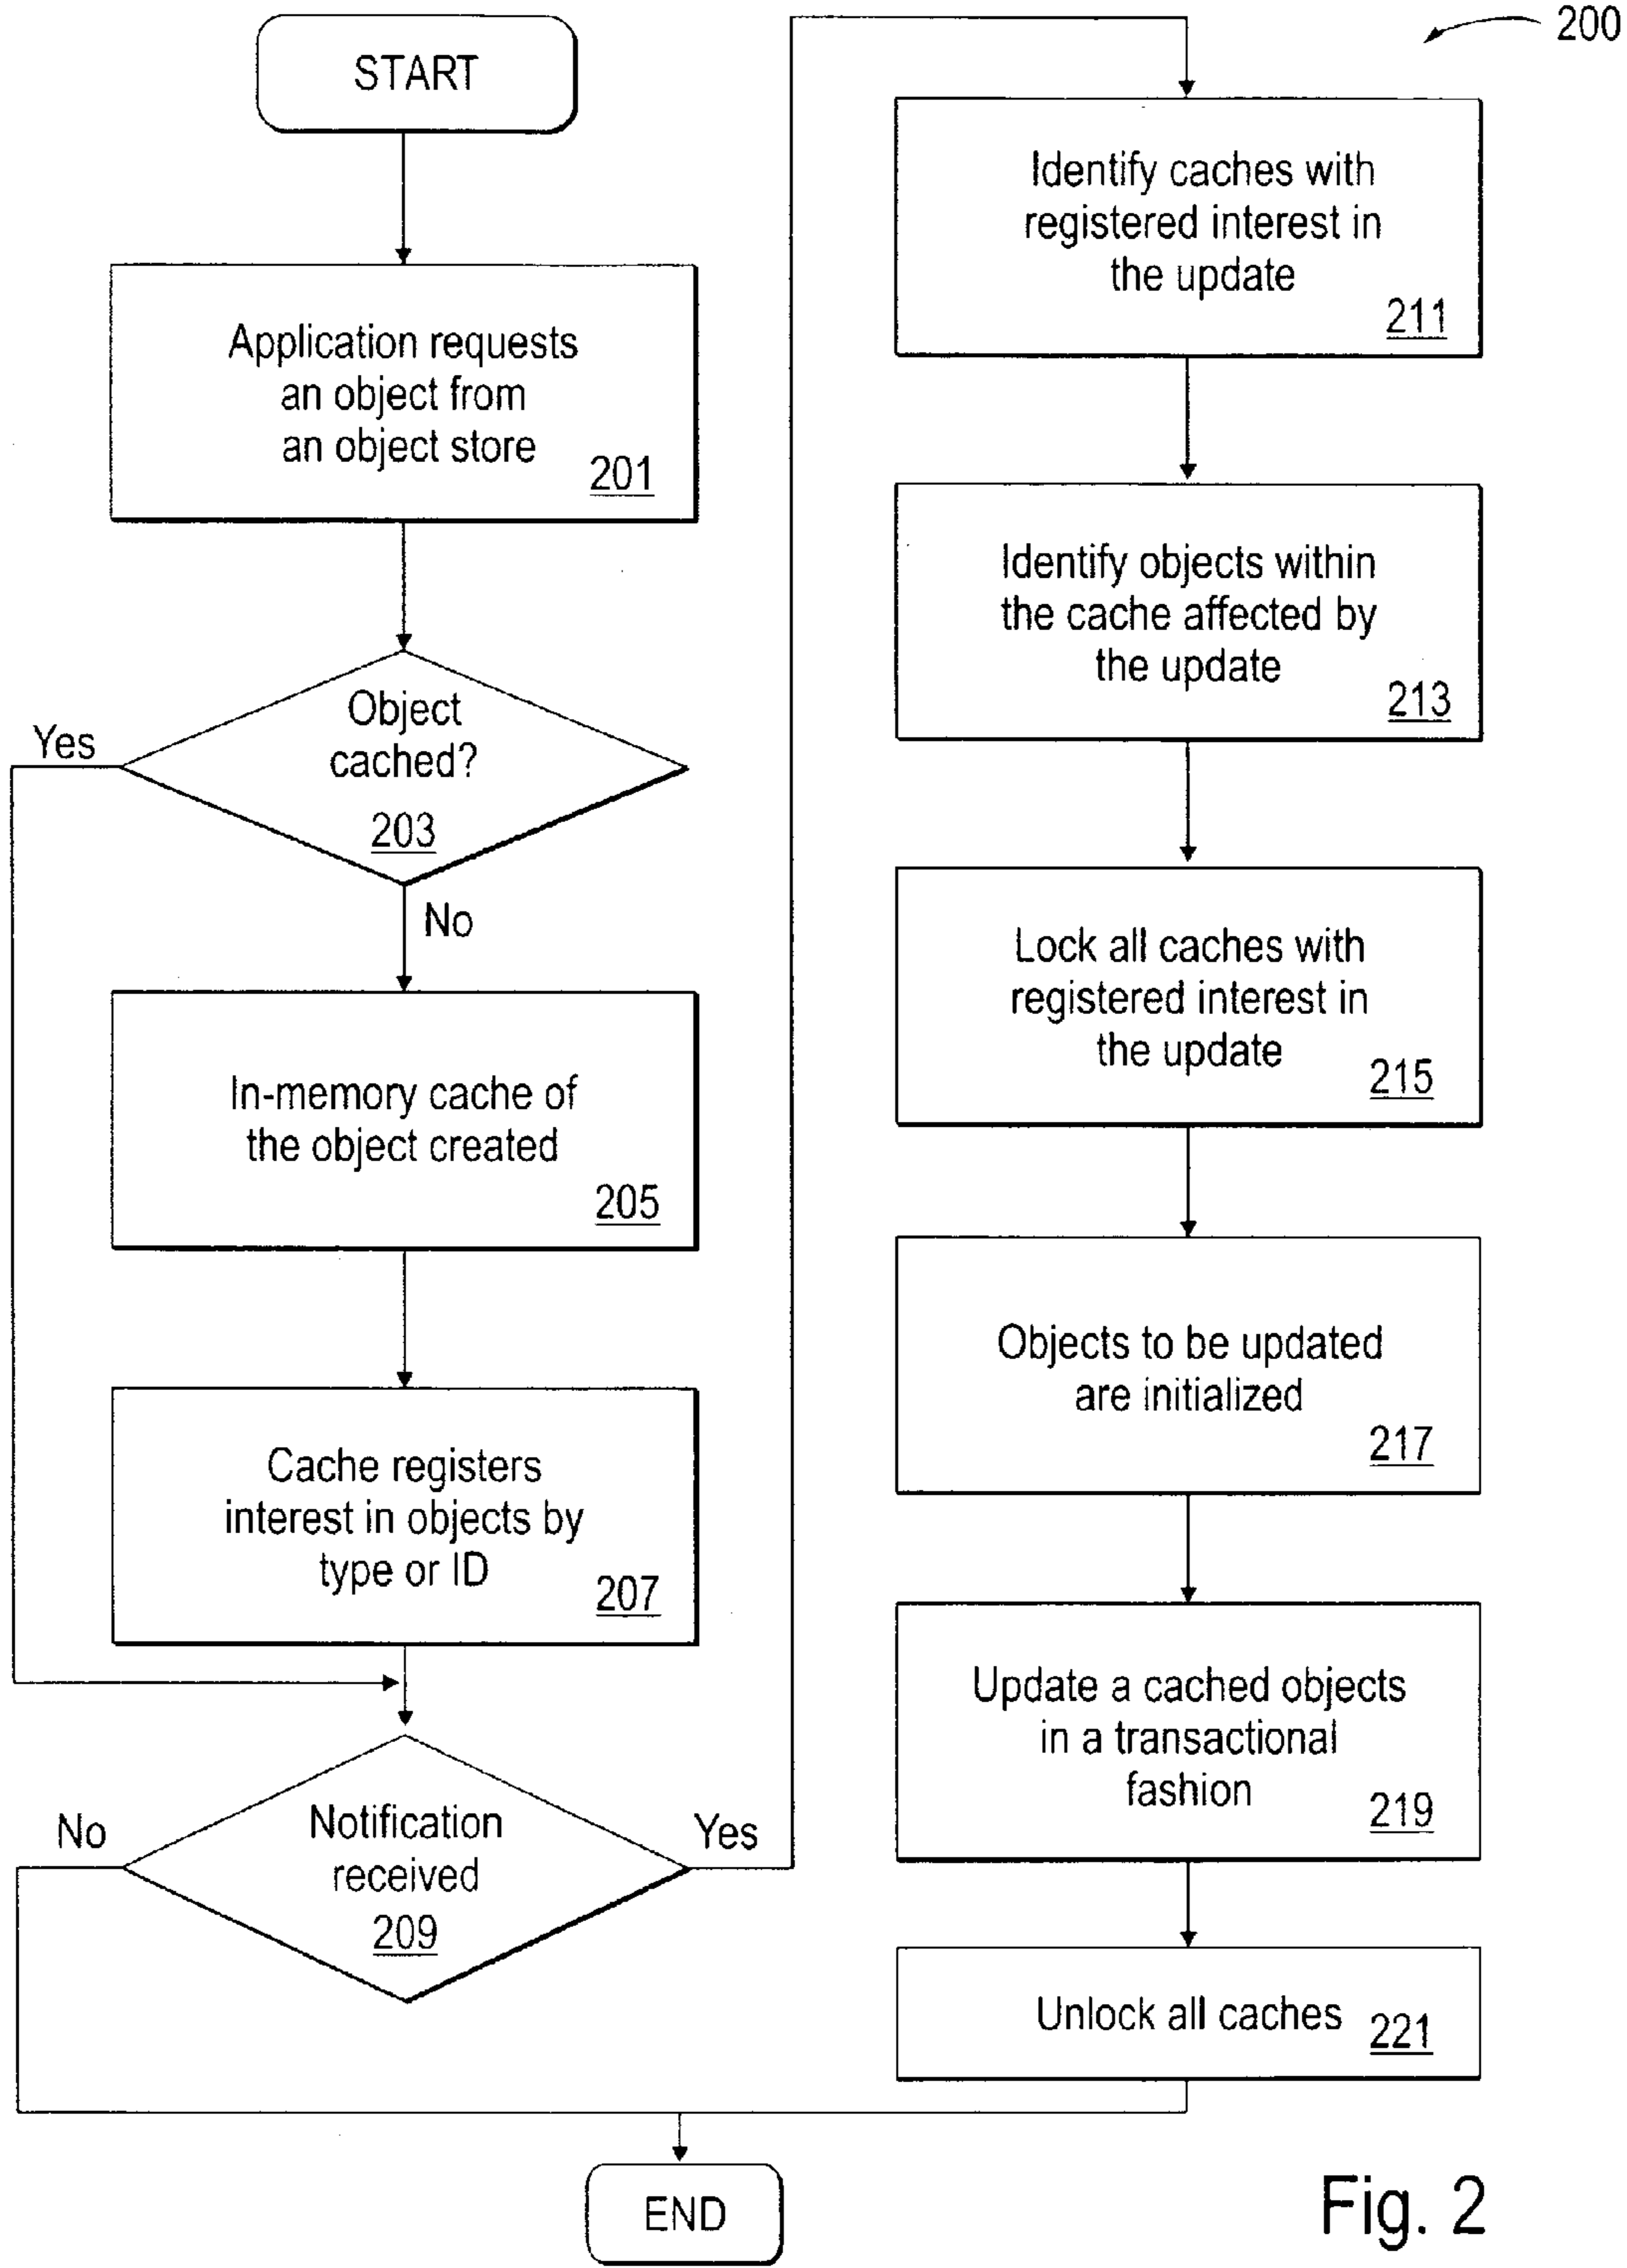 START
Application requests
an object from
an object store
201
Object
cached?
203
Yes
No
In-memory cache of
the object created
205
Cache registers
interest in objects by
type or ID
207
Notification
received
209
No
Yes
200
Identify caches with
registered interest in
the update
211
Identify objects within
the cache affected by
the update
213
Lock all caches with
registered interest in
the update
215
Objects to be updated
are initialized
217
Update a cached objects
in a transactional
fashion
219
Unlock all caches
221
END
Fig. 2